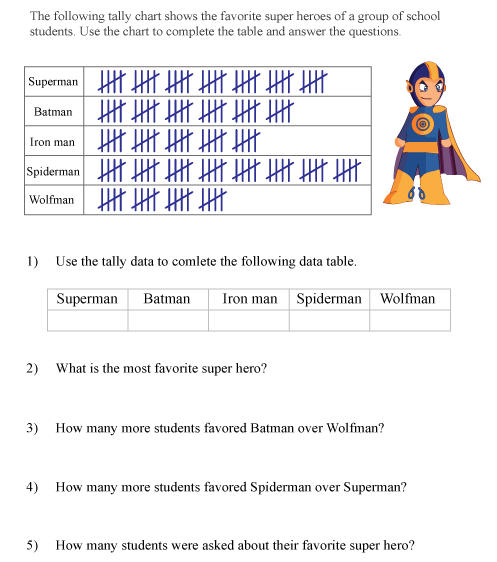 The following tally chart shows the favorite super heroes of a group of school
students. Use the chart to complete the table and answer the questions.
Superman
Batman
Iron man
Spiderman
Wolfman
1) Use the tally data to comlete the following data table.
Superman Batman Iron man Spiderman Wolfman
2) What is the most favorite super hero?
3) How many more students favored Batman over Wolfman?
4) How many more students favored Spiderman over Superman?
5) How many students were asked about their favorite super hero?